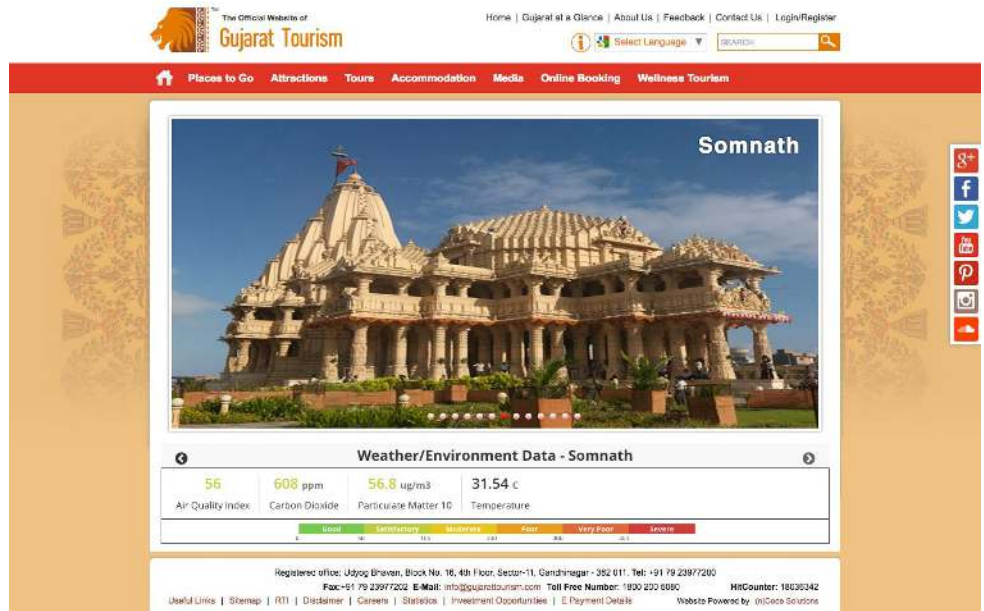 The Official Website of
Gujarat Tourism
Home | Gujarat at a Glance | About Us | Feedback | Contact Us | Login/Register
Select Language ▼
SEARCH
Places to Go Attractions Tours Accommodation Media Online Booking Wellness Tourism
Somnath
Weather/Environment Data - Somnath
56 608 ppm 56.8 ug/m3 31.54 c
Air Quality Index Carbon Dioxide Particulate Matter 10 Temperature
Good Satisfactory Moderate Poor Very Poor Severe
Registered office: Udyog Bhavan, Block No. 16, 4th Floor, Sector-11, Gandhinagar - 382 011. Tel: +91 79 23977200
Fax:+91 79 23977202 E-Mail: info@gujarattourism.com Toll Free Number: 1800 200 6080 HitCounter: 18036342
Useful Links | Sitemap | RTI | Disclaimer | Careers | Statistics | Investment Opportunities | E Payment Details Website Powered by (n)Code Solutions